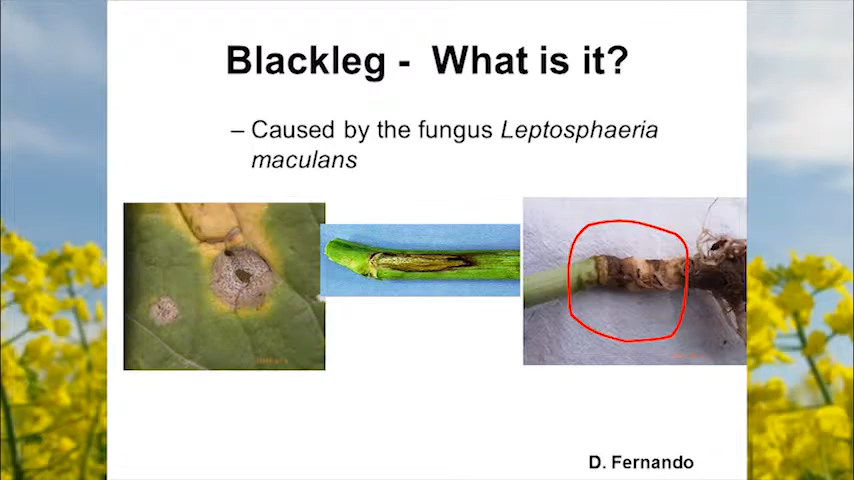 Blackleg - What is it?
– Caused by the fungus Leptosphaeria
maculans
D. Fernando